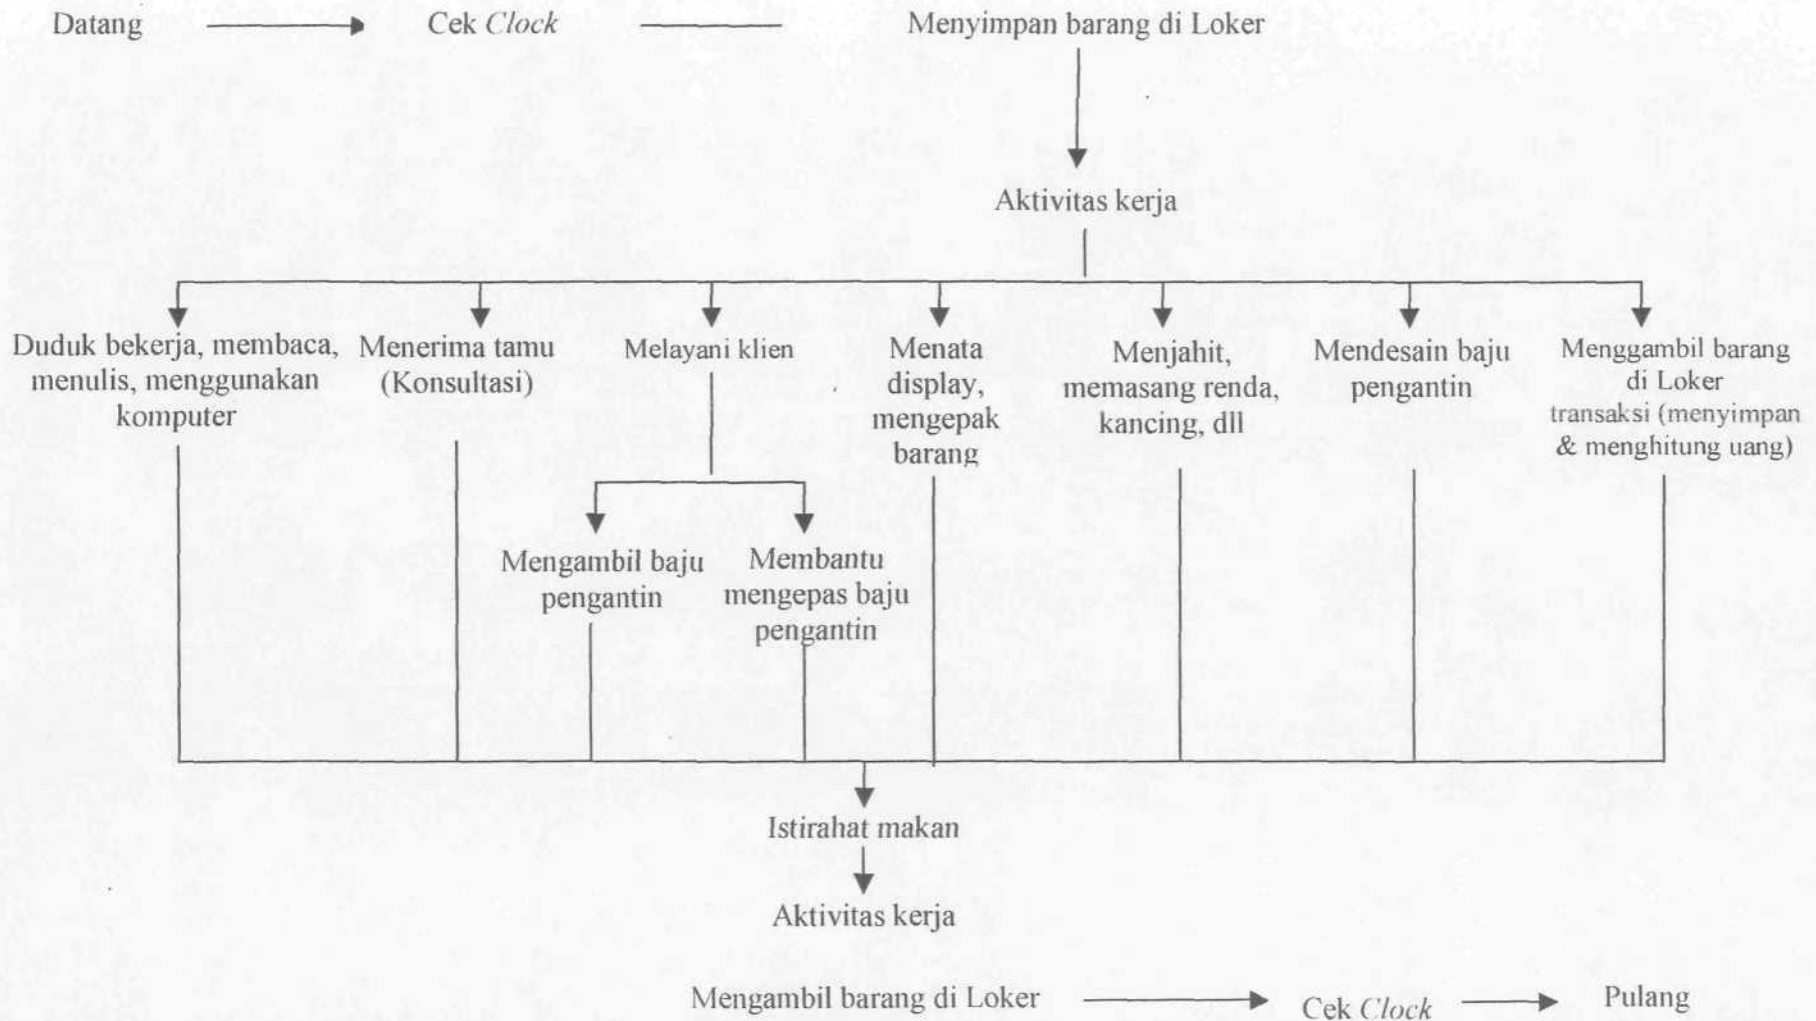 Datang
Cek Clock
Menyimpan barang di Loker
Aktivitas kerja
Duduk bekerja, membaca,
menulis, menggunakan
komputer
Menerima tamu
(Konsultasi)
Melayani klien
Menata
display,
mengepak
barang
Menjahit,
memasang renda,
kancing, dll
Mendesain baju
pengantin
Menggambil barang
di Loker
transaksi (menyimpan
& menghitung uang)
Mengambil baju
pengantin
Membantu
mengepas baju
pengantin
Istirahat makan
Aktivitas kerja
Mengambil barang di Loker
Cek Clock
Pulang